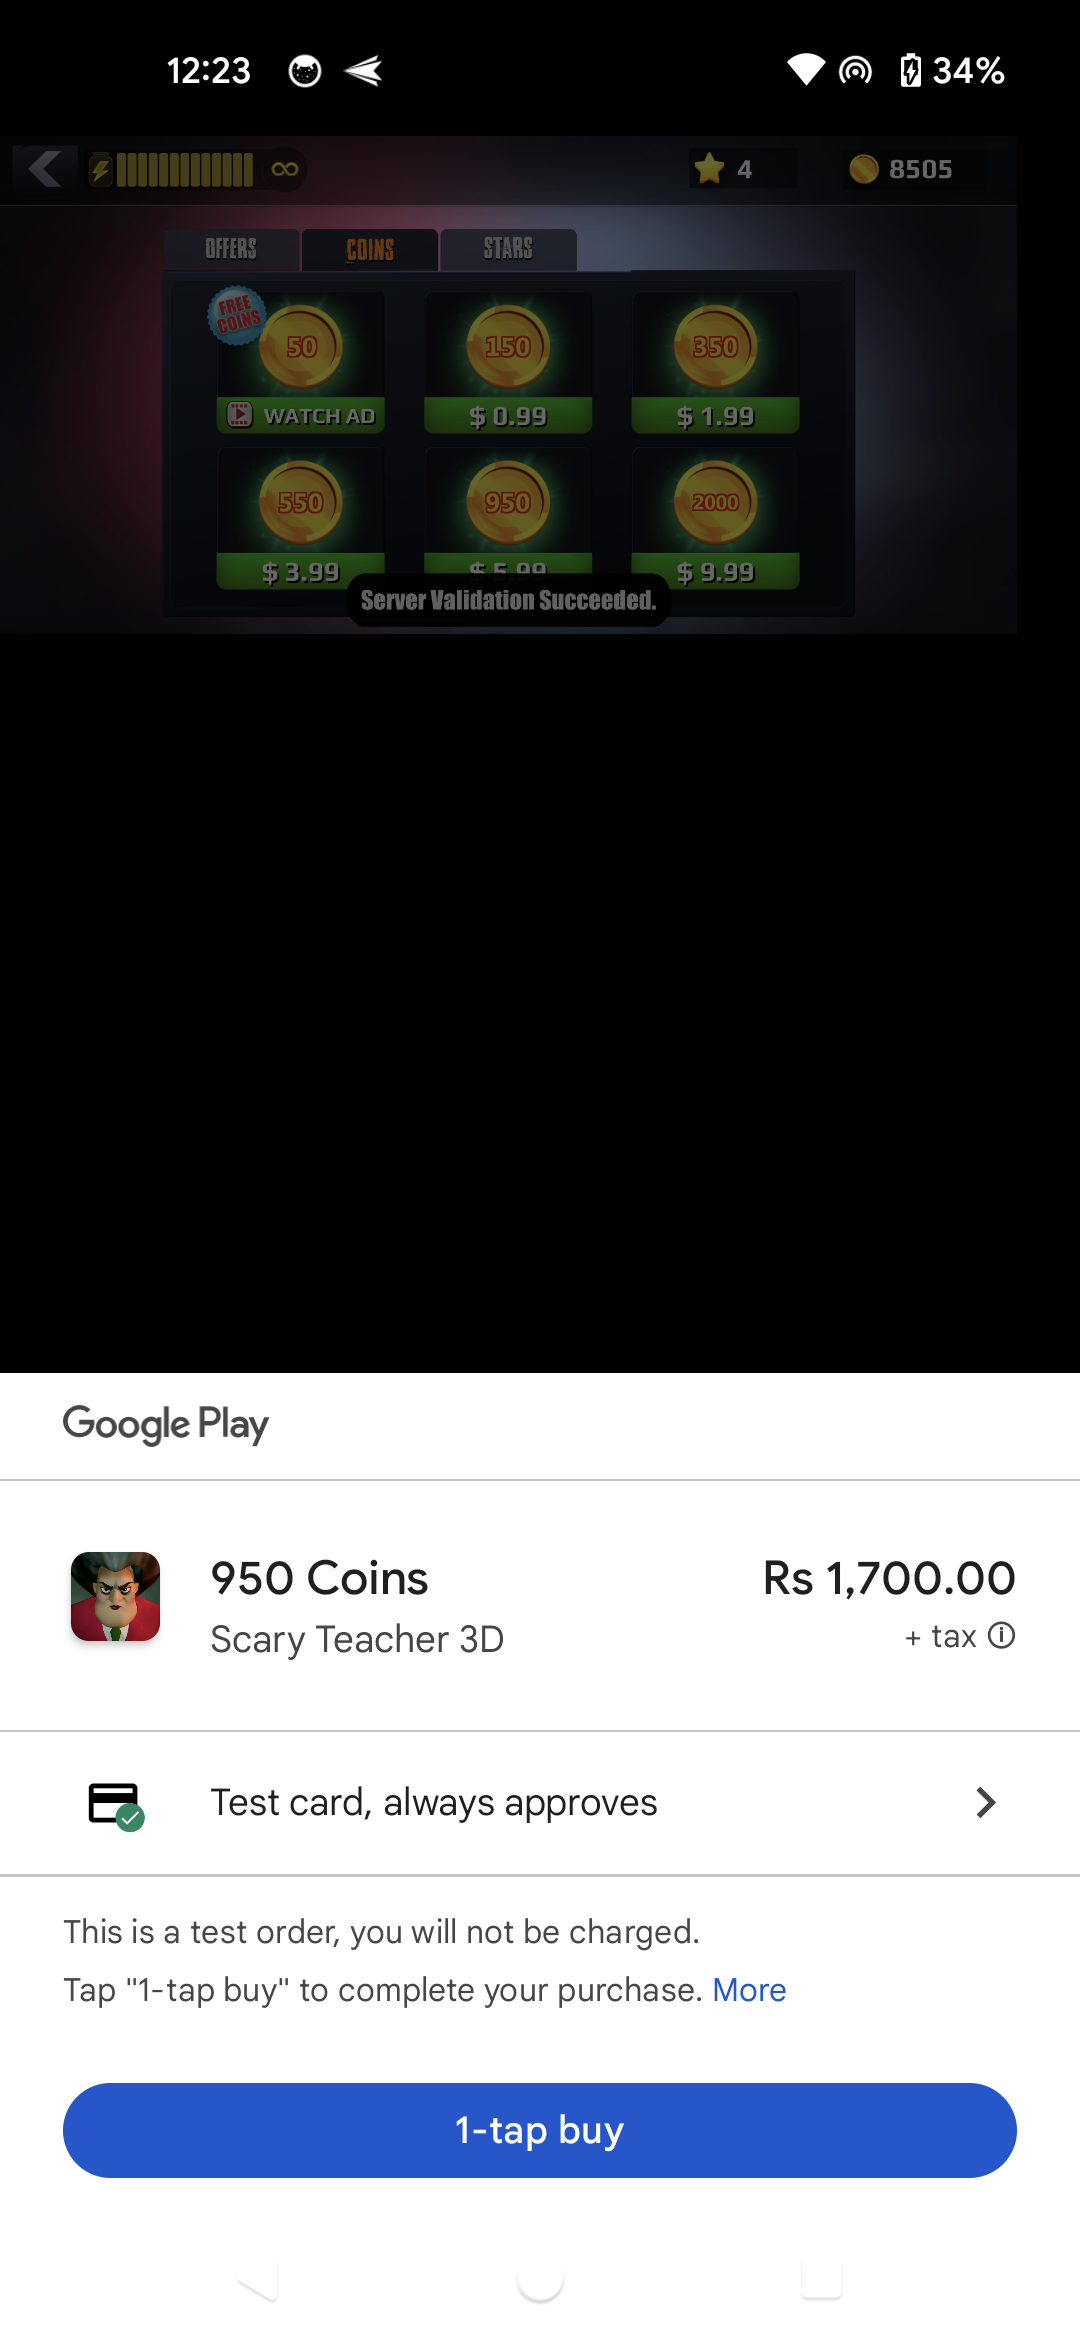 12:23
34%
∞
4
8505
OFFERS
COINS
STARS
FREE COINS
50
150
350
WATCH AD
$ 0.99
$ 1.99
550
950
2000
$ 3.99
$ 5.99
$ 9.99
Server Validation Succeeded.
Google Play
950 Coins
Rs 1,700.00
Scary Teacher 3D
+ tax
Test card, always approves
This is a test order, you will not be charged.
Tap "1-tap buy" to complete your purchase. More
1-tap buy